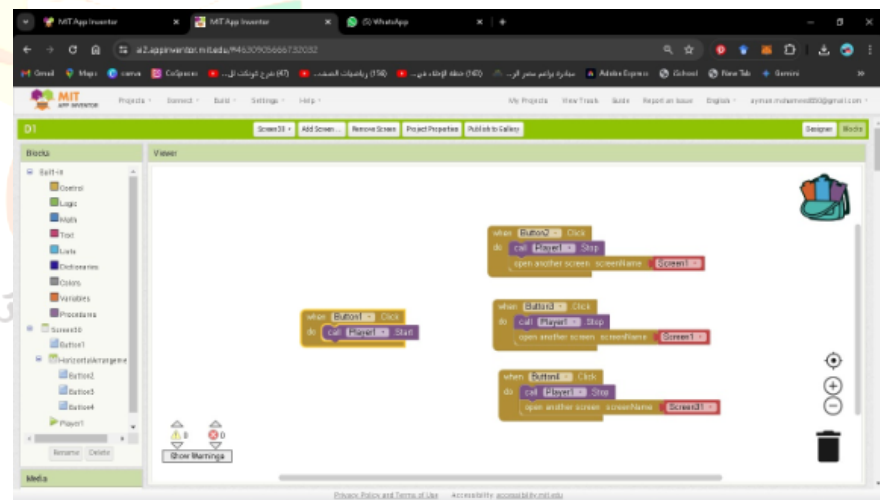 MIT App Inventor
MIT App Inventor
(5) WhatsApp
ai2.appinventor.mit.edu/#4630905666732032
Gmail
Maps
canva
Adobe Express
School
New Tab
Gemini
MIT
APP INVENTOR
Projects
Connect
Build
Settings
Help
My Projects
View Trash
Guide
Report an Issue
English
D1
Add Screen ...
Remove Screen
Project Properties
Publish to Gallery
Designer
Blocks
Blocks
Viewer
Built-in
Control
Logic
Math
Text
Lists
Dictionaries
Colors
Variables
Procedures
Button1
Button2
Button3
Button4
Player1
Rename
Delete
Media
when Button1 Click
do call Player1 Start
when Button2 Click
do call Player1 Stop
open another screen screenName Screen1
when Button3 Click
do call Player1 Stop
open another screen screenName Screen1
when Button4 Click
do call Player1 Stop
open another screen screenName Screen31
0
0
Show Warnings
Privacy Policy and Terms of Use
Accessibility: accessibility.mit.edu